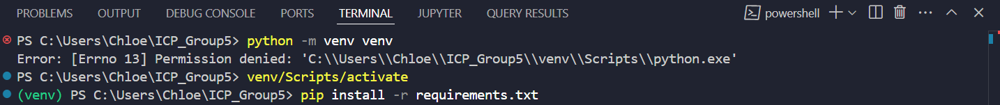 PROBLEMS OUTPUT DEBUG CONSOLE PORTS TERMINAL JUPYTER QUERY RESULTS powershell
PS C:\Users\Chloe\ICP_Group5> python -m venv venv
Error: [Errno 13] Permission denied: 'C:\\Users\\Chloe\\ICP_Group5\\venv\\Scripts\\python.exe'
PS C:\Users\Chloe\ICP_Group5> venv/Scripts/activate
(venv) PS C:\Users\Chloe\ICP_Group5> pip install -r requirements.txt